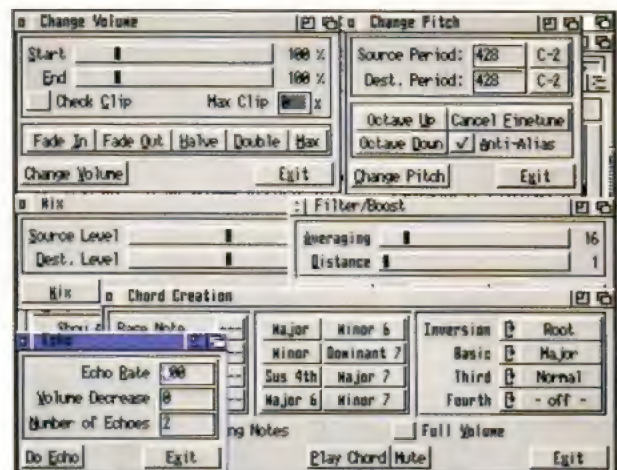 Change Volume
Start 100 %
End 100 %
Check Clip Max Clip %
Fade In Fade Out Halve Double Max
Change Volume Exit
Change Pitch
Source Period: 428 C-2
Dest. Period: 428 C-2
Octave Up Cancel Finetune
Octave Down Anti-Alias
Change Pitch Exit
Mix
Source Level
Dest. Level
Mix
Filter/Boost
Averaging 16
Distance 1
Chord Creation
Base Note
Major Minor 6
Minor Dominant 7
Sus 4th Major 7
Major 6 Minor 7
Inversion Root
Basic Major
Third Normal
Fourth - off -
ng Notes Full Volume
Play Chord Mute Exit
Echo
Echo Rate 00
Volume Decrease 0
Number of Echoes 2
Do Echo Exit